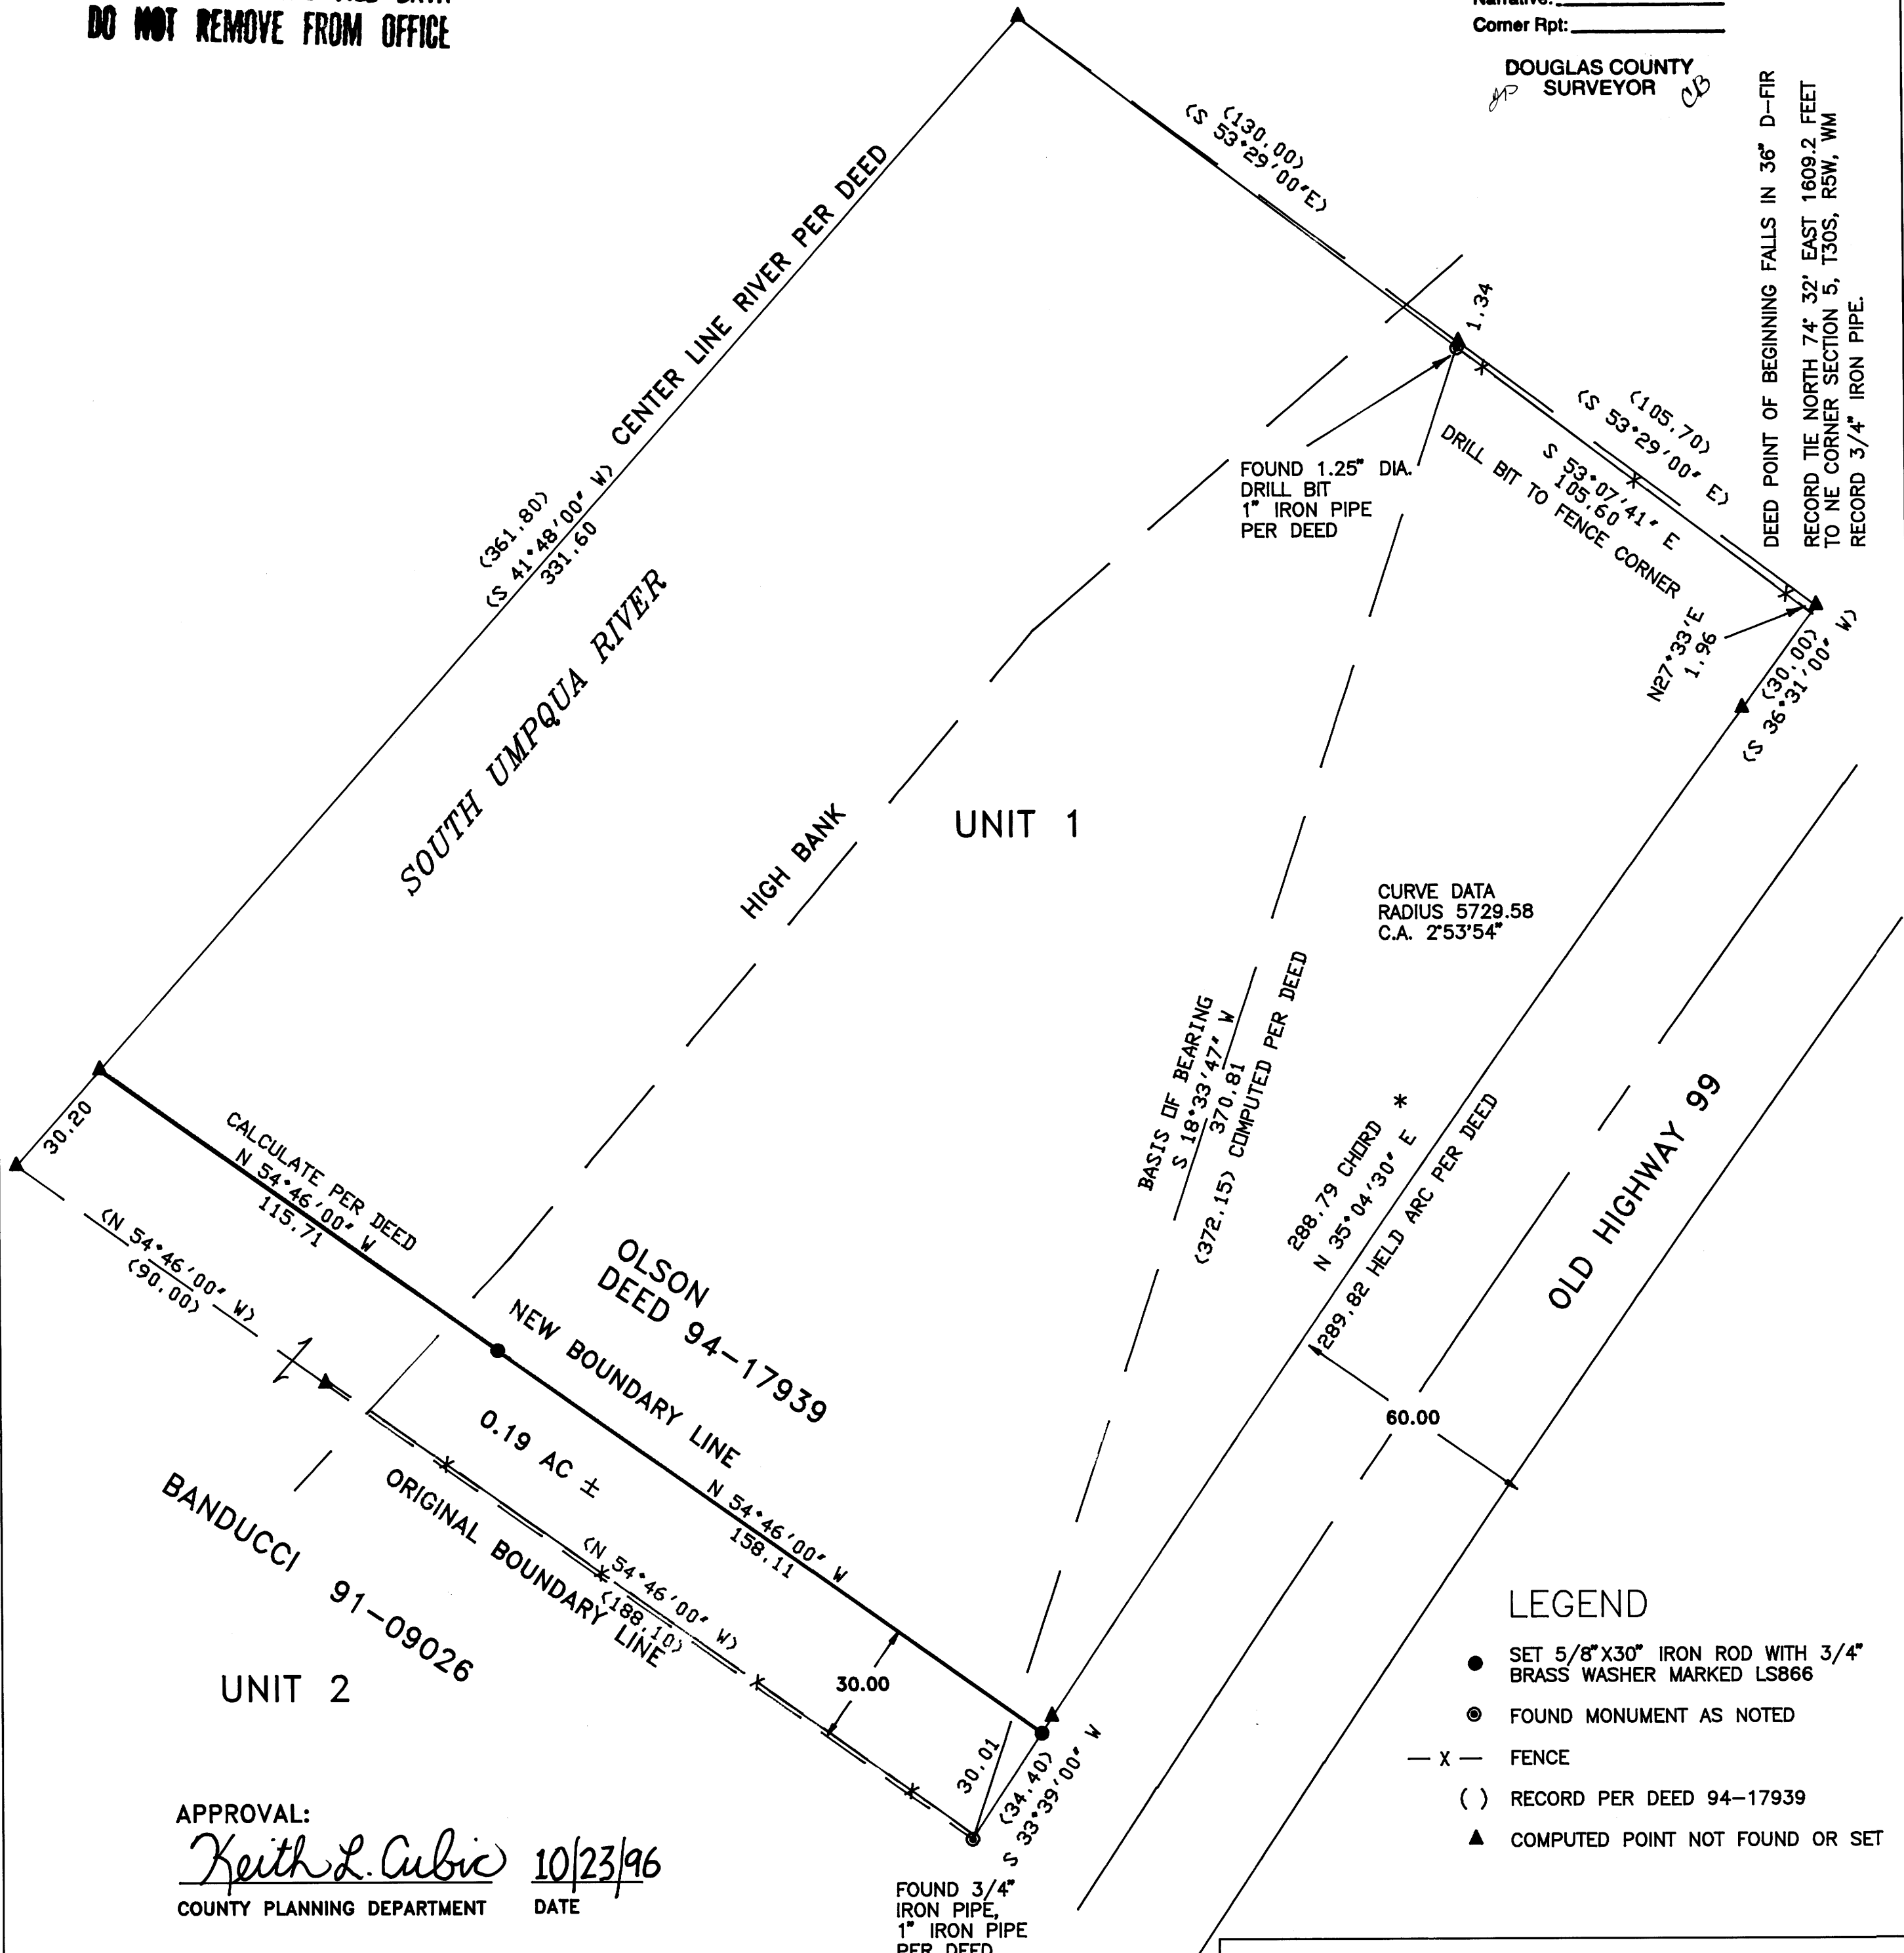 DO NOT REMOVE FROM OFFICE
Corner Rpt:
DOUGLAS COUNTY
SURVEYOR
CB
DEED POINT OF BEGINNING FALLS IN 36" D-FIR
RECORD TIE NORTH 74° 32' EAST 1609.2 FEET
TO NE CORNER SECTION 5, T30S, R5W, WM
RECORD 3/4" IRON PIPE.
(130.00)
(S 53°29'00"E)
CENTER LINE RIVER PER DEED
(361.80)
(S 41°48'00" W)
331.60
SOUTH UMPQUA RIVER
1.34
(105.70)
(S 53°29'00" E)
S 53°07'41" E
105.60
DRILL BIT TO FENCE CORNER
FOUND 1.25" DIA.
DRILL BIT
1" IRON PIPE
PER DEED
N27°33'E
1.96
(30.00)
(S 36°31'00" W)
HIGH BANK
UNIT 1
CURVE DATA
RADIUS 5729.58
C.A. 2°53'54"
BASIS OF BEARING
S 18°33'47" W
370.81
(372.15) COMPUTED PER DEED
288.79 CHORD *
N 35°04'30" E
289.82 HELD ARC PER DEED
OLD HIGHWAY 99
60.00
30.20
CALCULATE PER DEED
N 54°46'00" W
115.71
(N 54°46'00" W)
(90.00)
OLSON
DEED 94-17939
NEW BOUNDARY LINE
N 54°46'00" W
158.11
0.19 AC ±
ORIGINAL BOUNDARY LINE
(N 54°46'00" W)
(188.10)
BANDUCCI 91-09026
UNIT 2
30.00
30.01
(34.40)
S 33°39'00" W
FOUND 3/4"
IRON PIPE,
1" IRON PIPE
PER DEED
LEGEND
SET 5/8"X30" IRON ROD WITH 3/4"
BRASS WASHER MARKED LS866
FOUND MONUMENT AS NOTED
— X — FENCE
( ) RECORD PER DEED 94-17939
COMPUTED POINT NOT FOUND OR SET
APPROVAL:
Keith L. Cubic 10/23/96
COUNTY PLANNING DEPARTMENT DATE